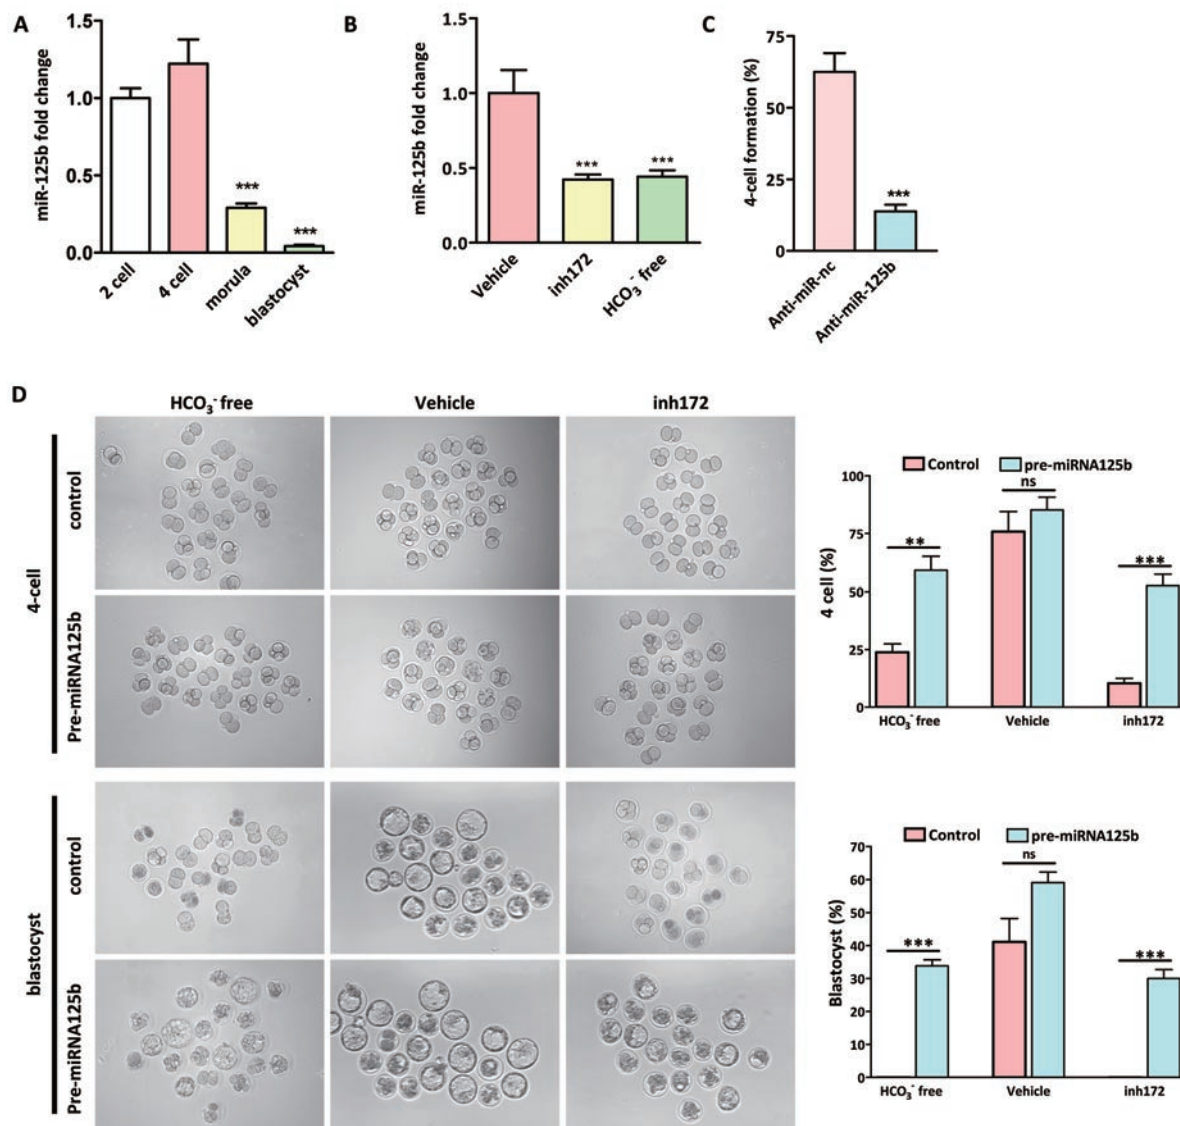 A
miR-125b fold change
1.5
1.0
0.5
0.0
***
***
2 cell
4 cell
morula
blastocyst
B
miR-125b fold change
1.5
1.0
0.5
0.0
***
***
Vehicle
inh172
HCO₃⁻ free
C
4-cell formation (%)
75
50
25
0
***
Anti-miR-nc
Anti-miR-125b
D
HCO₃⁻ free
Vehicle
inh172
4-cell
control
Pre-miRNA125b
blastocyst
control
Pre-miRNA125b
Control
pre-miRNA125b
4 cell (%)
100
75
50
25
0
**
ns
***
HCO₃⁻ free
Vehicle
inh172
Control
pre-miRNA125b
Blastocyst (%)
70
60
50
40
30
20
10
0
***
ns
***
HCO₃⁻ free
Vehicle
inh172